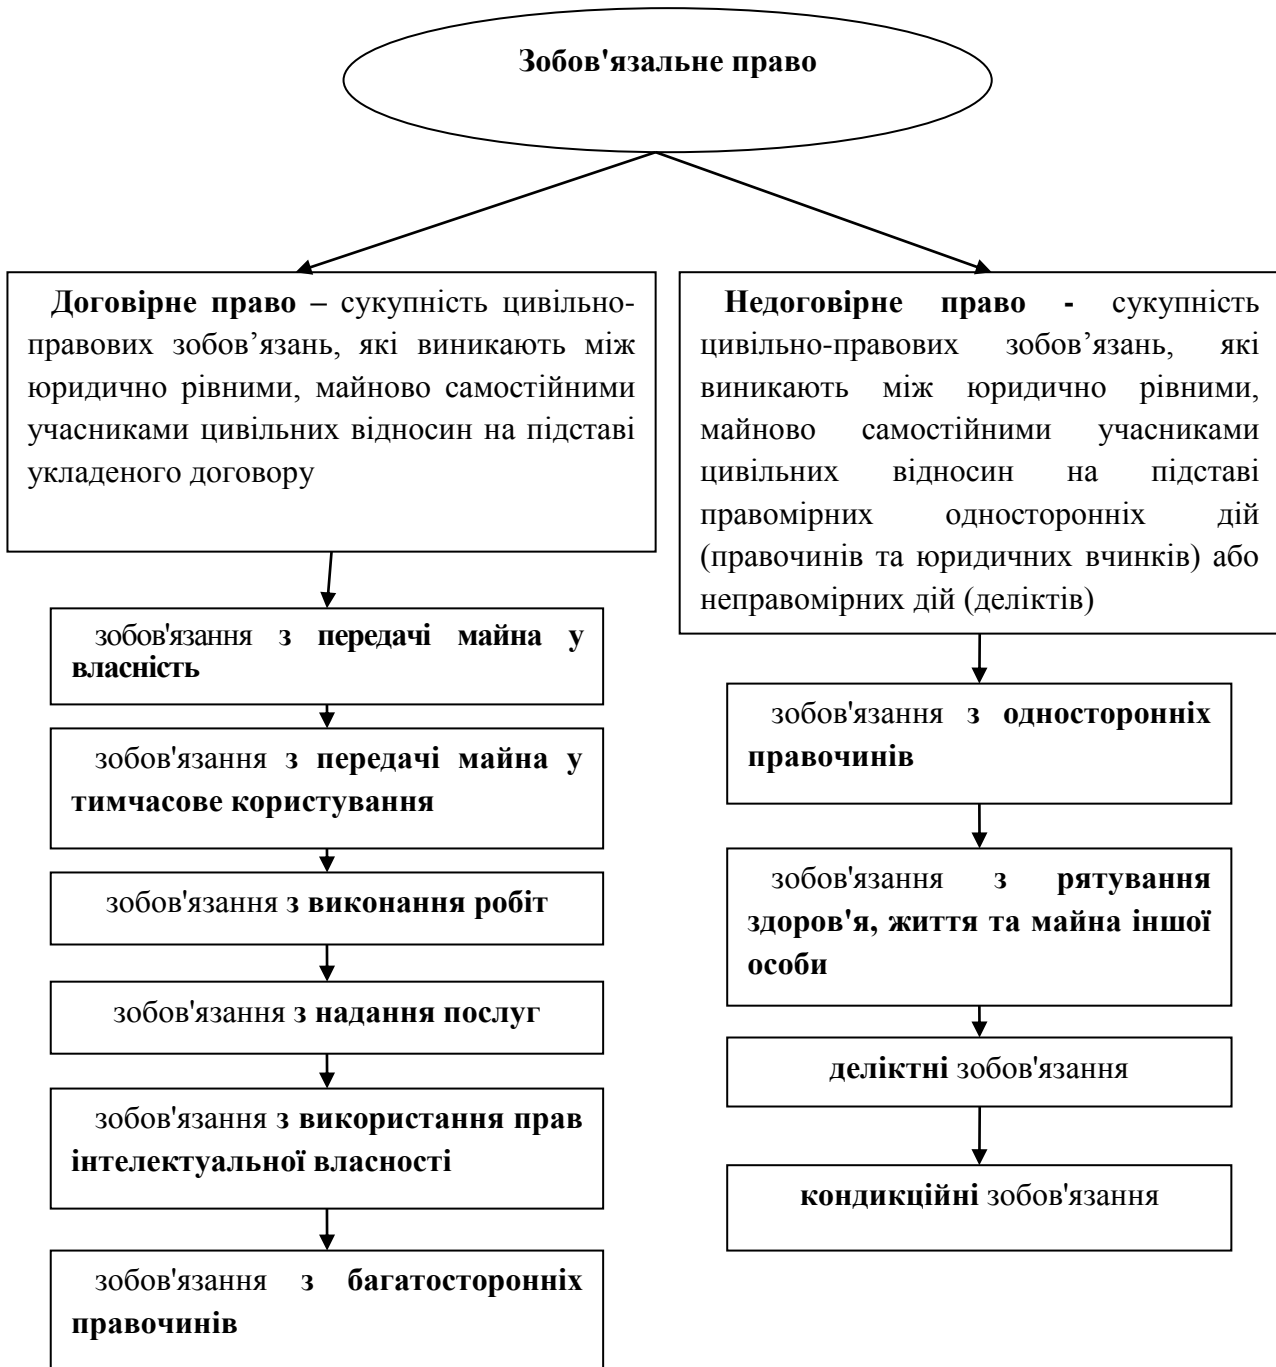 Зобов'язальне право
Договірне право – сукупність цивільно-
правових зобов’язань, які виникають між
юридично рівними, майново самостійними
учасниками цивільних відносин на підставі
укладеного договору
зобов'язання з передачі майна у
власність
зобов'язання з передачі майна у
тимчасове користування
зобов'язання з виконання робіт
зобов'язання з надання послуг
зобов'язання з використання прав
інтелектуальної власності
зобов'язання з багатосторонніх
правочинів
Недоговірне право - сукупність
цивільно-правових зобов’язань, які
виникають між юридично рівними,
майново самостійними учасниками
цивільних відносин на підставі
правомірних односторонніх дій
(правочинів та юридичних вчинків) або
неправомірних дій (деліктів)
зобов'язання з односторонніх
правочинів
зобов'язання з рятування
здоров'я, життя та майна іншої
особи
деліктні зобов'язання
кондикційні зобов'язання